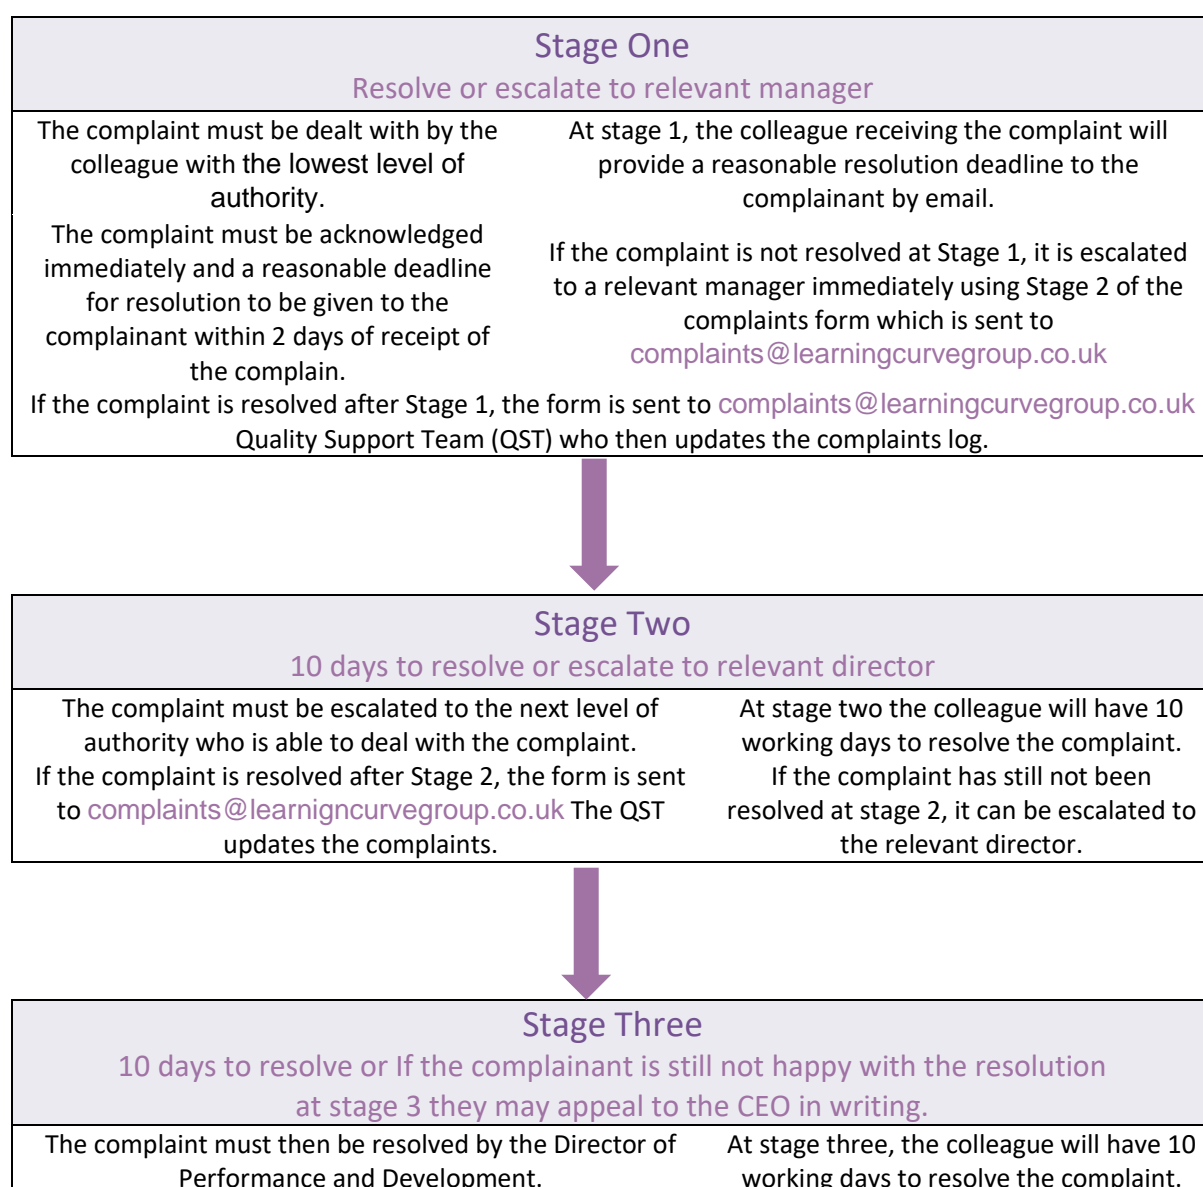 Stage One
Resolve or escalate to relevant manager
The complaint must be dealt with by the
colleague with the lowest level of
authority.
The complaint must be acknowledged
immediately and a reasonable deadline
for resolution to be given to the
complainant within 2 days of receipt of
the complain.
At stage 1, the colleague receiving the complaint will
provide a reasonable resolution deadline to the
complainant by email.
If the complaint is not resolved at Stage 1, it is escalated
to a relevant manager immediately using Stage 2 of the
complaints form which is sent to
complaints@learningcurvegroup.co.uk
If the complaint is resolved after Stage 1, the form is sent to complaints@learningcurvegroup.co.uk
Quality Support Team (QST) who then updates the complaints log.
Stage Two
10 days to resolve or escalate to relevant director
The complaint must be escalated to the next level of
authority who is able to deal with the complaint.
If the complaint is resolved after Stage 2, the form is sent
to complaints@learnigncurvegroup.co.uk The QST
updates the complaints.
At stage two the colleague will have 10
working days to resolve the complaint.
If the complaint has still not been
resolved at stage 2, it can be escalated to
the relevant director.
Stage Three
10 days to resolve or If the complainant is still not happy with the resolution
at stage 3 they may appeal to the CEO in writing.
The complaint must then be resolved by the Director of
Performance and Development.
At stage three, the colleague will have 10
working days to resolve the complaint.